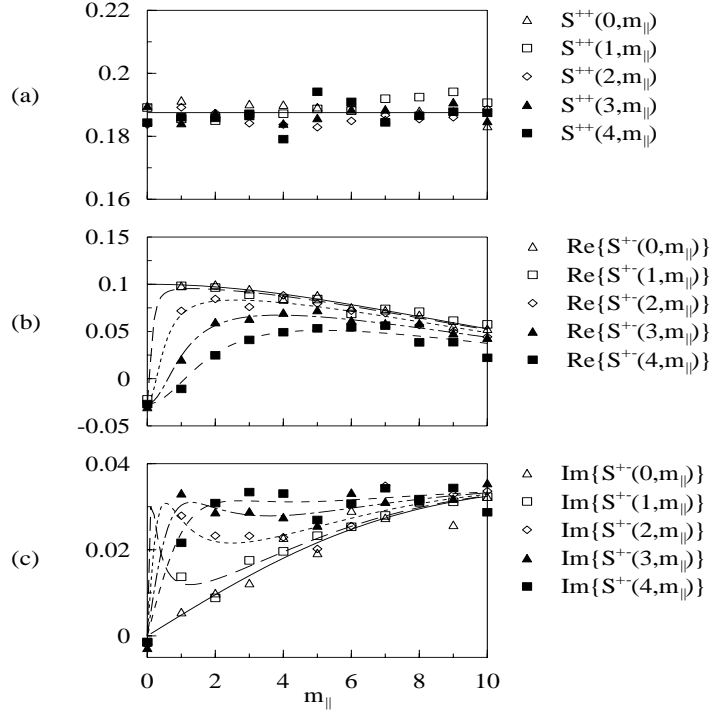 (a)
0.22
0.2
0.18
0.16
S⁺⁺(0,m||)
S⁺⁺(1,m||)
S⁺⁺(2,m||)
S⁺⁺(3,m||)
S⁺⁺(4,m||)
(b)
0.15
0.1
0.05
0
-0.05
Re{S⁺⁻(0,m||)}
Re{S⁺⁻(1,m||)}
Re{S⁺⁻(2,m||)}
Re{S⁺⁻(3,m||)}
Re{S⁺⁻(4,m||)}
(c)
0.04
0.02
0
Im{S⁺⁻(0,m||)}
Im{S⁺⁻(1,m||)}
Im{S⁺⁻(2,m||)}
Im{S⁺⁻(3,m||)}
Im{S⁺⁻(4,m||)}
0 2 4 6 8 10
m||